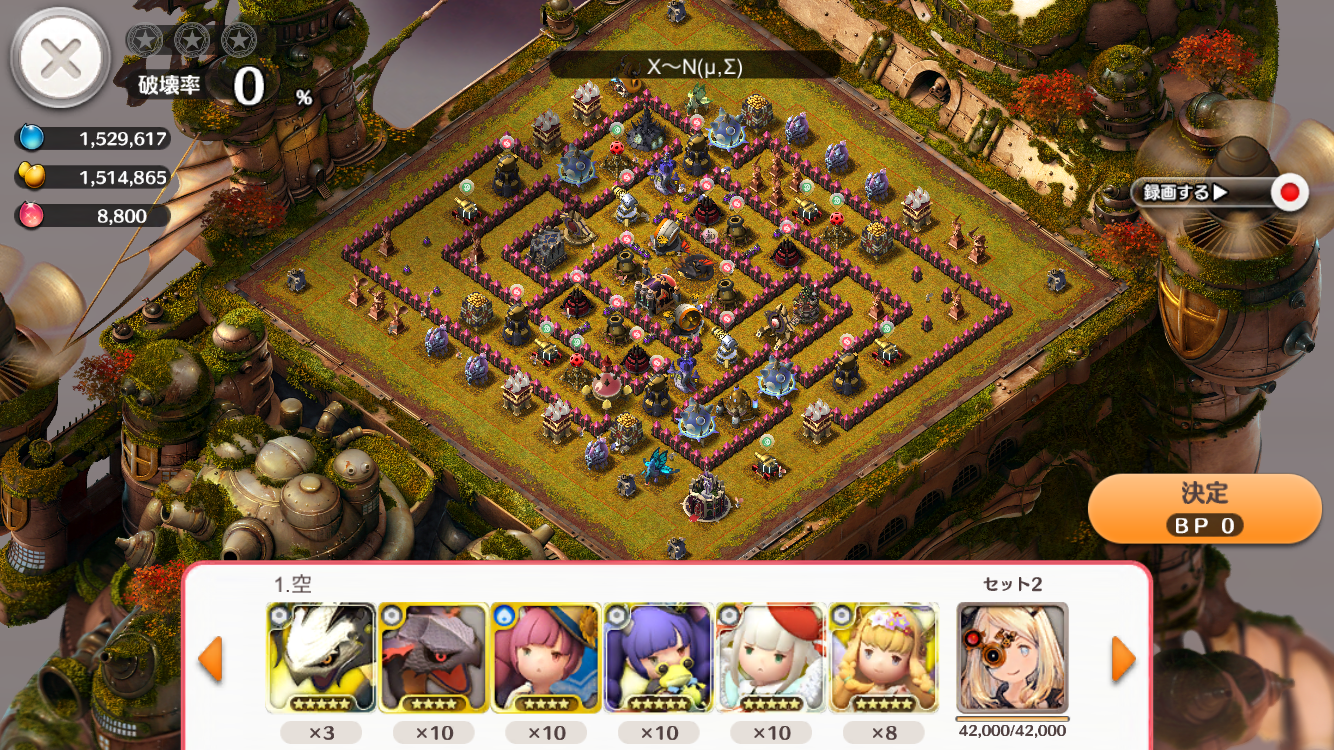 X～N(μ,Σ)
破壊率 0 %
1,529,617
1,514,865
8,800
録画する▶
決定
BP 0
1.空
セット2
×3
×10
×10
×10
×10
×8
42,000/42,000